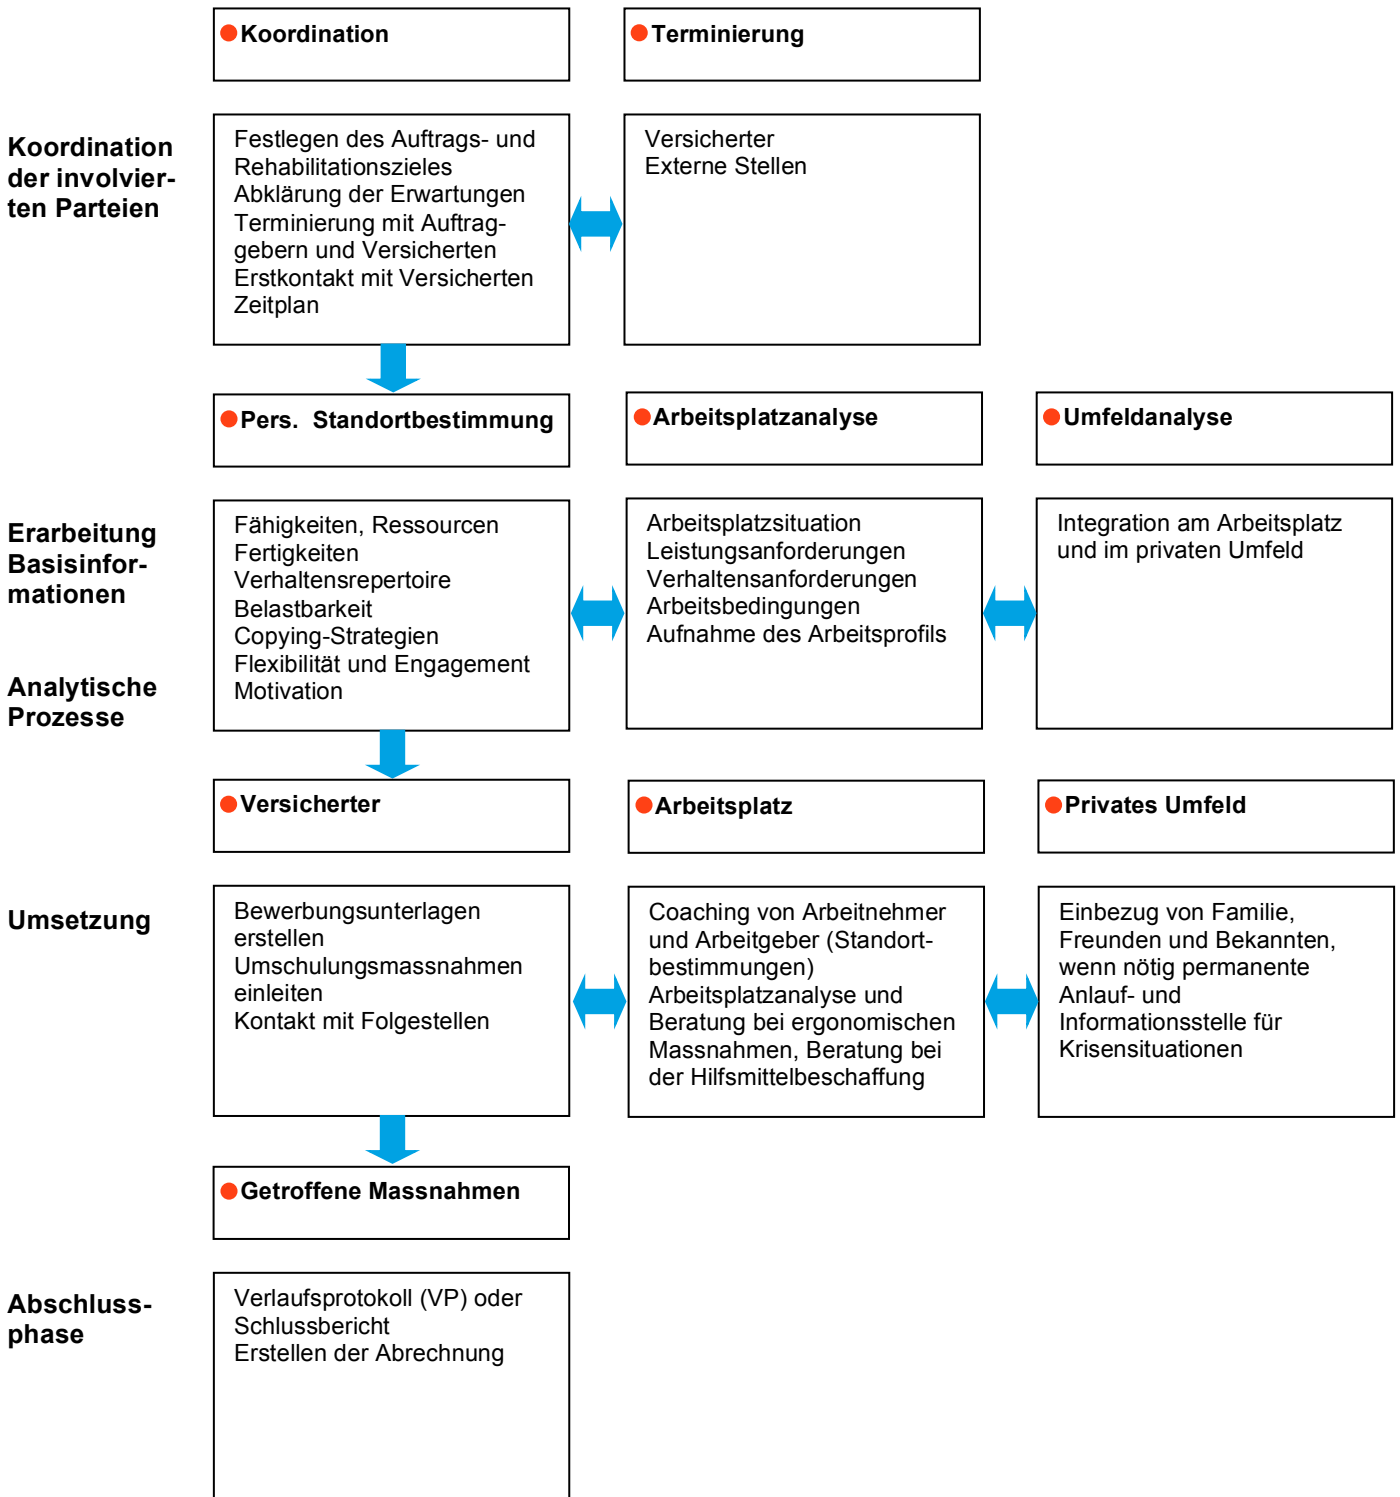 Koordination
Terminierung
Koordination
der involvier-
ten Parteien
Festlegen des Auftrags- und
Rehabilitationszieles
Abklärung der Erwartungen
Terminierung mit Auftrag-
gebern und Versicherten
Erstkontakt mit Versicherten
Zeitplan
Versicherter
Externe Stellen
Pers. Standortbestimmung
Arbeitsplatzanalyse
Umfeldanalyse
Erarbeitung
Basisinfor-
mationen
Analytische
Prozesse
Fähigkeiten, Ressourcen
Fertigkeiten
Verhaltensrepertoire
Belastbarkeit
Copying-Strategien
Flexibilität und Engagement
Motivation
Arbeitsplatzsituation
Leistungsanforderungen
Verhaltensanforderungen
Arbeitsbedingungen
Aufnahme des Arbeitsprofils
Integration am Arbeitsplatz
und im privaten Umfeld
Versicherter
Arbeitsplatz
Privates Umfeld
Umsetzung
Bewerbungsunterlagen
erstellen
Umschulungsmassnahmen
einleiten
Kontakt mit Folgestellen
Coaching von Arbeitnehmer
und Arbeitgeber (Standort-
bestimmungen)
Arbeitsplatzanalyse und
Beratung bei ergonomischen
Massnahmen, Beratung bei
der Hilfsmittelbeschaffung
Einbezug von Familie,
Freunden und Bekannten,
wenn nötig permanente
Anlauf- und
Informationsstelle für
Krisensituationen
Getroffene Massnahmen
Abschluss-
phase
Verlaufsprotokoll (VP) oder
Schlussbericht
Erstellen der Abrechnung